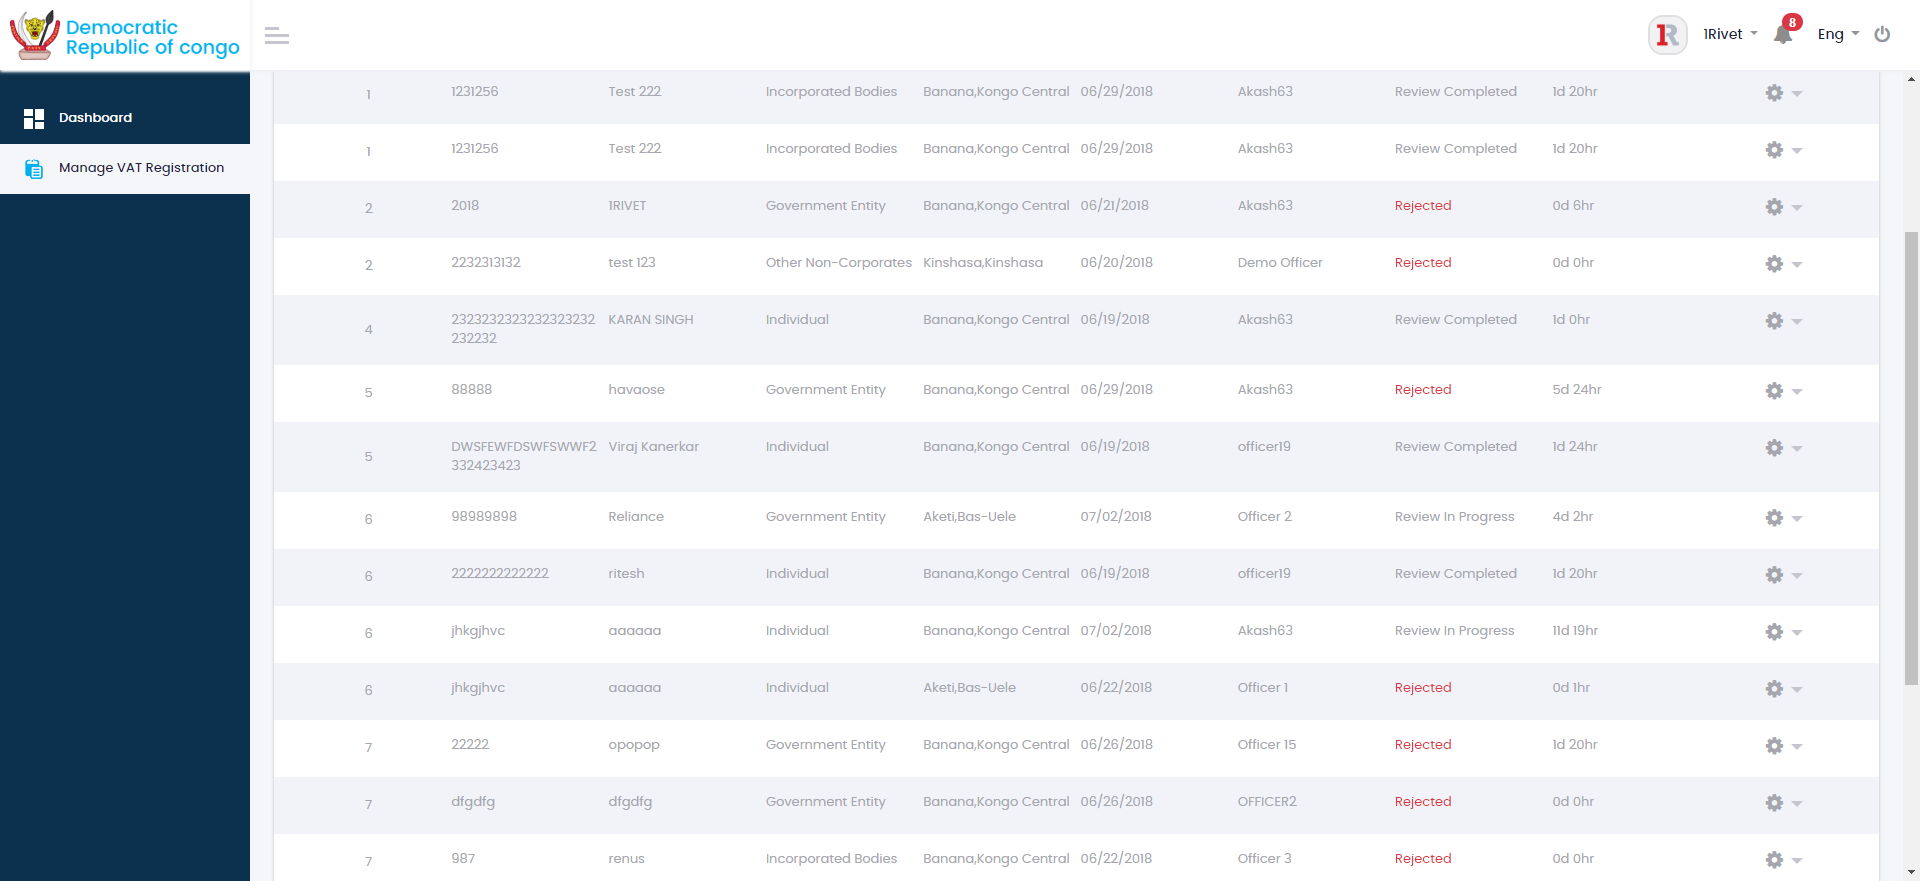 Democratic
Republic of congo
1Rivet
8
Eng
Dashboard
Manage VAT Registration
1 1231256 Test 222 Incorporated Bodies Banana,Kongo Central 06/29/2018 Akash63 Review Completed 1d 20hr
1 1231256 Test 222 Incorporated Bodies Banana,Kongo Central 06/29/2018 Akash63 Review Completed 1d 20hr
2 2018 1RIVET Government Entity Banana,Kongo Central 06/21/2018 Akash63 Rejected 0d 6hr
2 2232313132 test 123 Other Non-Corporates Kinshasa,Kinshasa 06/20/2018 Demo Officer Rejected 0d 0hr
4 2323232323232323232 KARAN SINGH Individual Banana,Kongo Central 06/19/2018 Akash63 Review Completed 1d 0hr
232232
5 88888 havaose Government Entity Banana,Kongo Central 06/29/2018 Akash63 Rejected 5d 24hr
5 DWSFEWFDSWFSWWF2 Viraj Kanerkar Individual Banana,Kongo Central 06/19/2018 officer19 Review Completed 1d 24hr
332423423
6 98989898 Reliance Government Entity Aketi,Bas-Uele 07/02/2018 Officer 2 Review In Progress 4d 2hr
6 2222222222222 ritesh Individual Banana,Kongo Central 06/19/2018 officer19 Review Completed 1d 20hr
6 jhkgjhvc aaaaaa Individual Banana,Kongo Central 07/02/2018 Akash63 Review In Progress 11d 19hr
6 jhkgjhvc aaaaaa Individual Aketi,Bas-Uele 06/22/2018 Officer 1 Rejected 0d 1hr
7 22222 opopop Government Entity Banana,Kongo Central 06/26/2018 Officer 15 Rejected 1d 20hr
7 dfgdfg dfgdfg Government Entity Banana,Kongo Central 06/26/2018 OFFICER2 Rejected 0d 0hr
7 987 renus Incorporated Bodies Banana,Kongo Central 06/22/2018 Officer 3 Rejected 0d 0hr